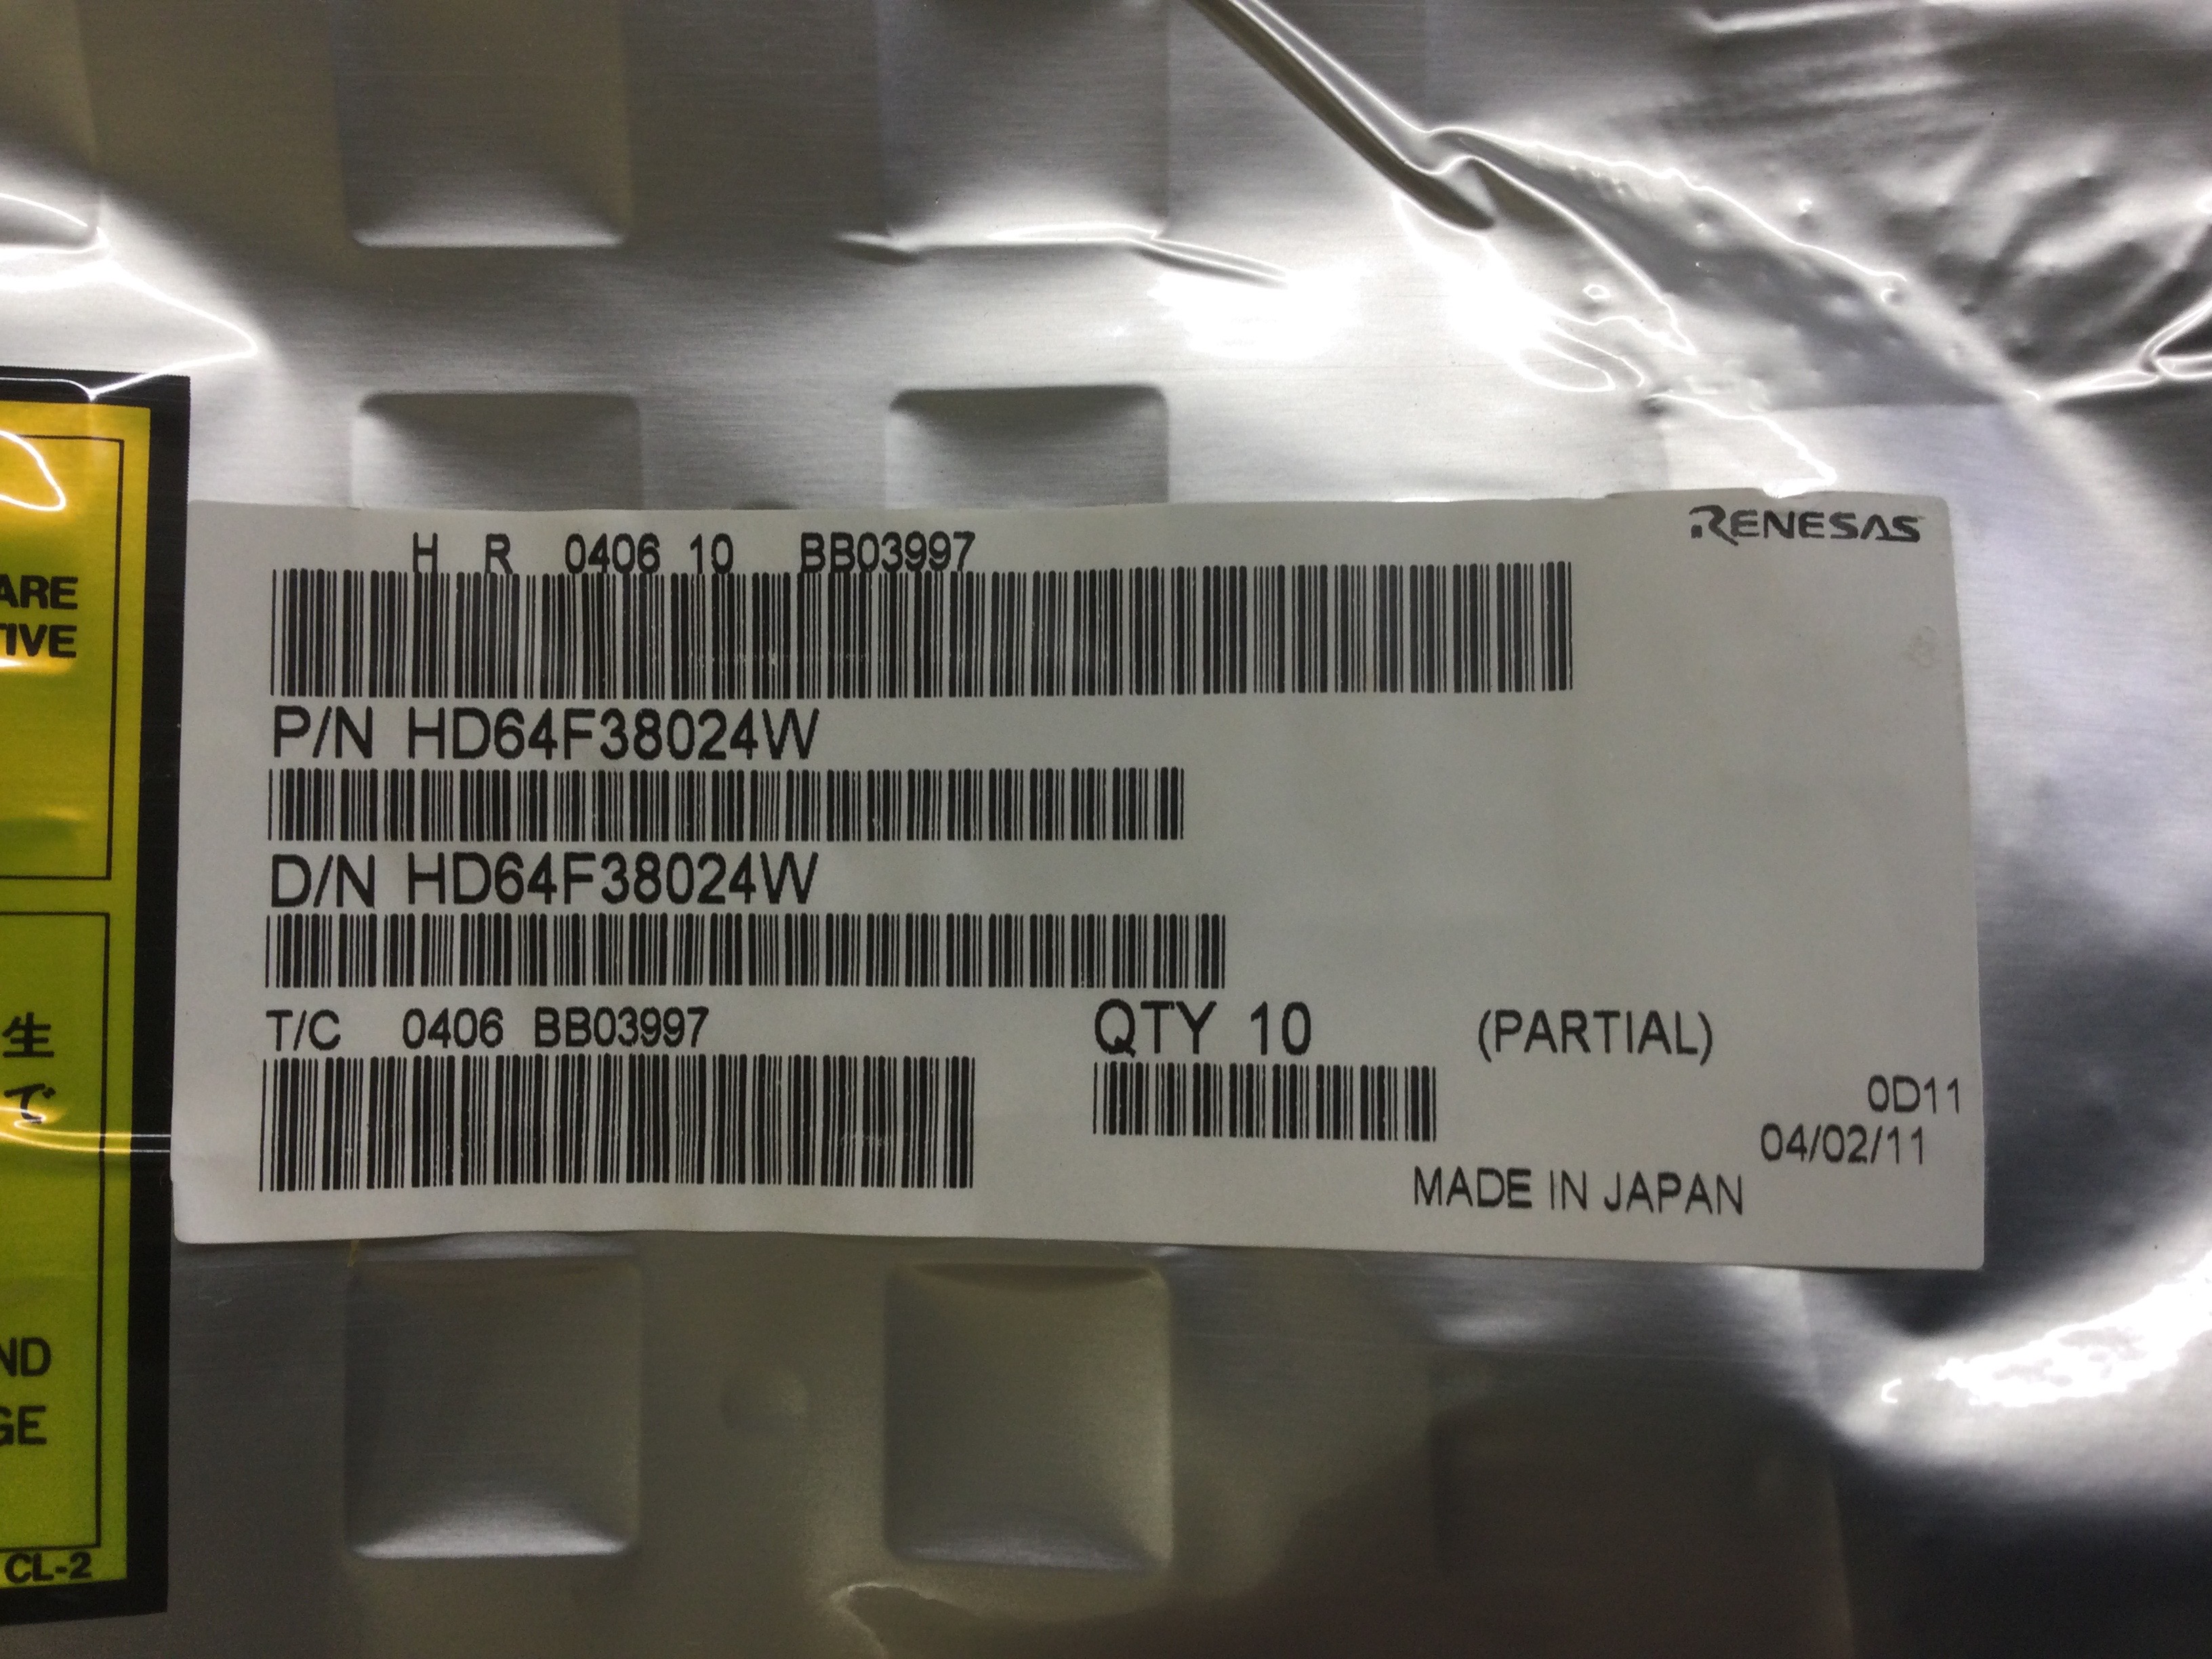 RENESAS
H R 0406 10 BB03997
P/N HD64F38024W
D/N HD64F38024W
T/C 0406 BB03997
QTY 10 (PARTIAL)
0D11
04/02/11
MADE IN JAPAN
ARE
TIVE
生
で
ND
GE
CL-2